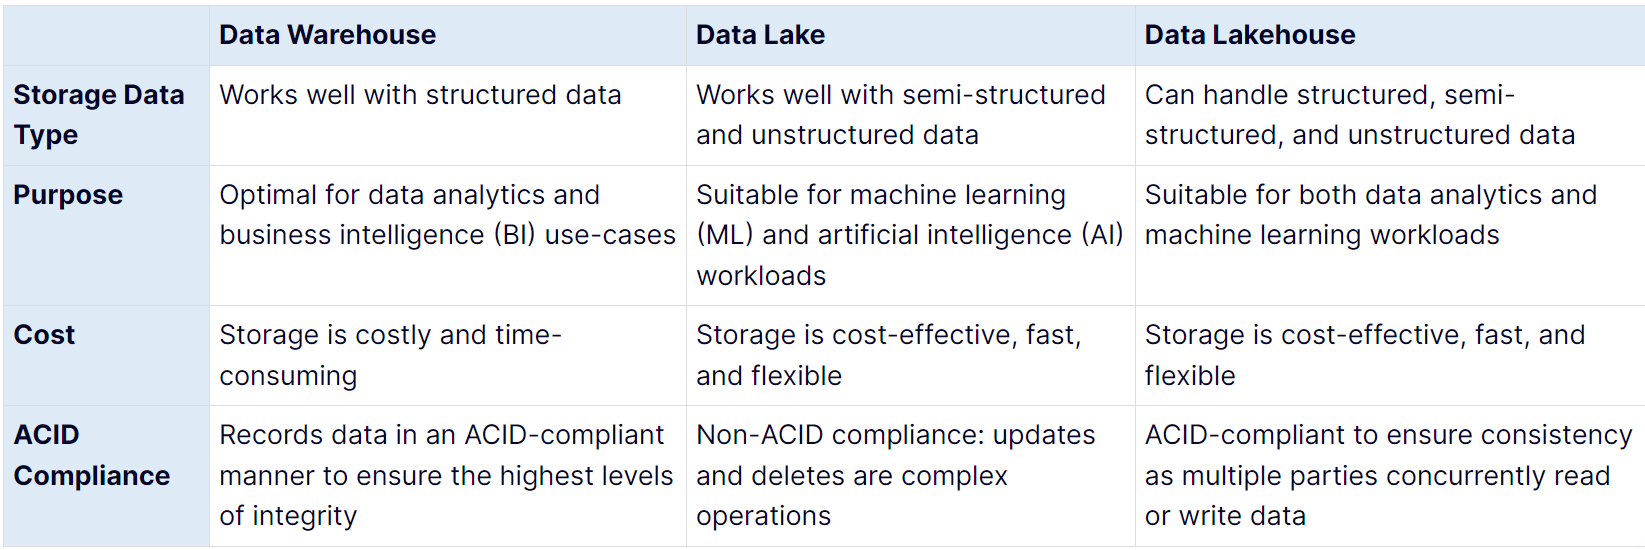 Data Warehouse
Data Lake
Data Lakehouse
Storage Data
Type
Works well with structured data
Works well with semi-structured
and unstructured data
Can handle structured, semi-
structured, and unstructured data
Purpose
Optimal for data analytics and
business intelligence (BI) use-cases
Suitable for machine learning
(ML) and artificial intelligence (AI)
workloads
Suitable for both data analytics and
machine learning workloads
Cost
Storage is costly and time-
consuming
Storage is cost-effective, fast,
and flexible
Storage is cost-effective, fast, and
flexible
ACID
Compliance
Records data in an ACID-compliant
manner to ensure the highest levels
of integrity
Non-ACID compliance: updates
and deletes are complex
operations
ACID-compliant to ensure consistency
as multiple parties concurrently read
or write data